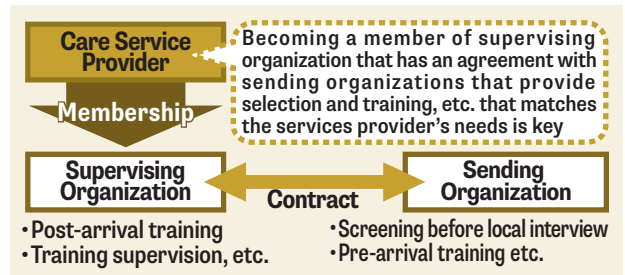 Care Service
Provider
Becoming a member of supervising
organization that has an agreement with
sending organizations that provide
selection and training, etc. that matches
the services provider's needs is key
Membership
Supervising
Organization
Contract
Sending
Organization
•Post-arrival training
•Training supervision, etc.
•Screening before local interview
•Pre-arrival training etc.